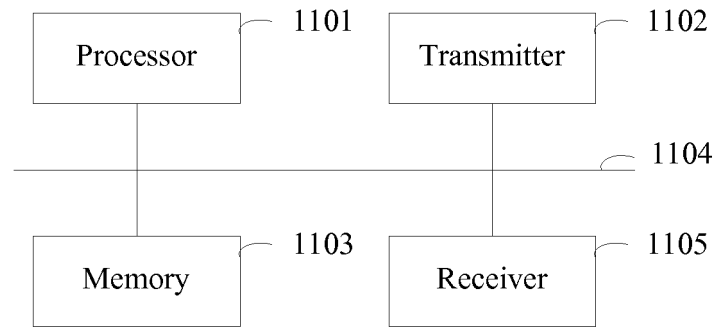 Processor 1101
Transmitter 1102
1104
Memory 1103
Receiver 1105